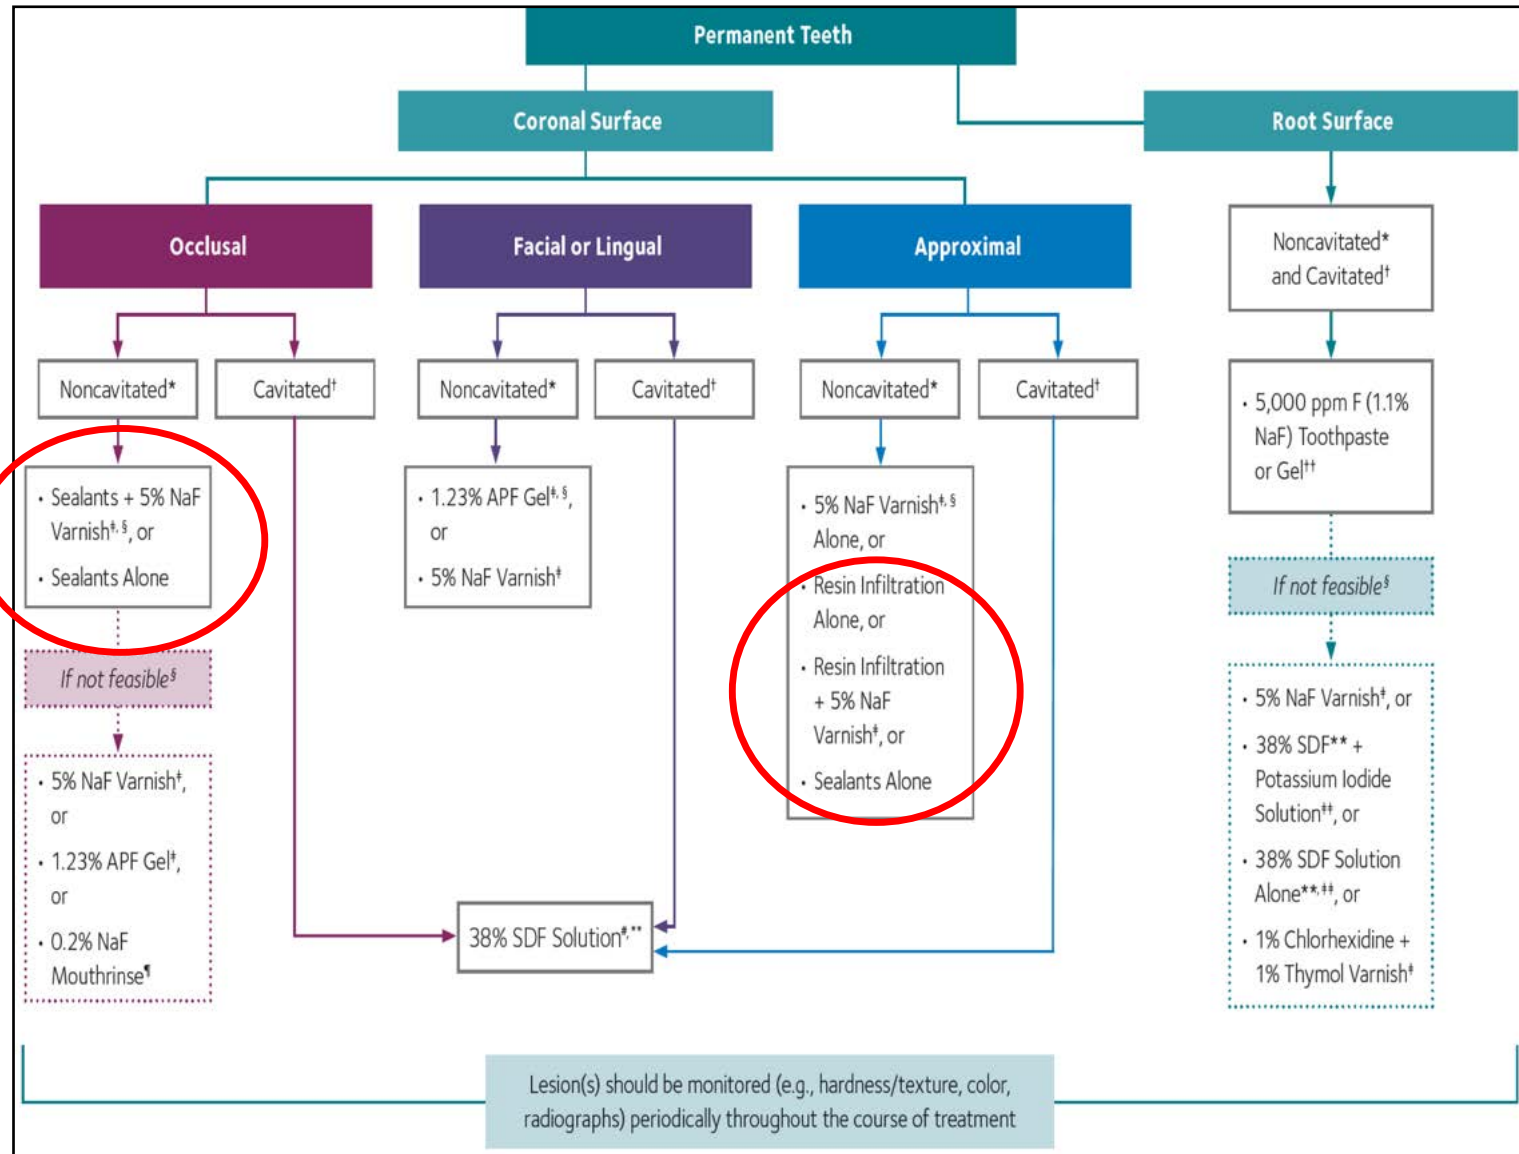 Permanent Teeth
Coronal Surface
Root Surface
Occlusal
Facial or Lingual
Approximal
Noncavitated*
and Cavitated†
Noncavitated*
Cavitated†
Noncavitated*
Cavitated†
Noncavitated*
Cavitated†
• Sealants + 5% NaF
Varnish‡, §, or
• Sealants Alone
If not feasible§
• 5% NaF Varnish‡,
or
• 1.23% APF Gel‡,
or
• 0.2% NaF
Mouthrinse¶
• 1.23% APF Gel‡, §,
or
• 5% NaF Varnish‡
• 5% NaF Varnish‡, §
Alone, or
• Resin Infiltration
Alone, or
• Resin Infiltration
+ 5% NaF
Varnish‡, or
• Sealants Alone
38% SDF Solution#,**
• 5,000 ppm F (1.1%
NaF) Toothpaste
or Gel††
If not feasible§
• 5% NaF Varnish‡, or
• 38% SDF** +
Potassium Iodide
Solution‡‡, or
• 38% SDF Solution
Alone**,‡‡, or
• 1% Chlorhexidine +
1% Thymol Varnish‡
Lesion(s) should be monitored (e.g., hardness/texture, color,
radiographs) periodically throughout the course of treatment